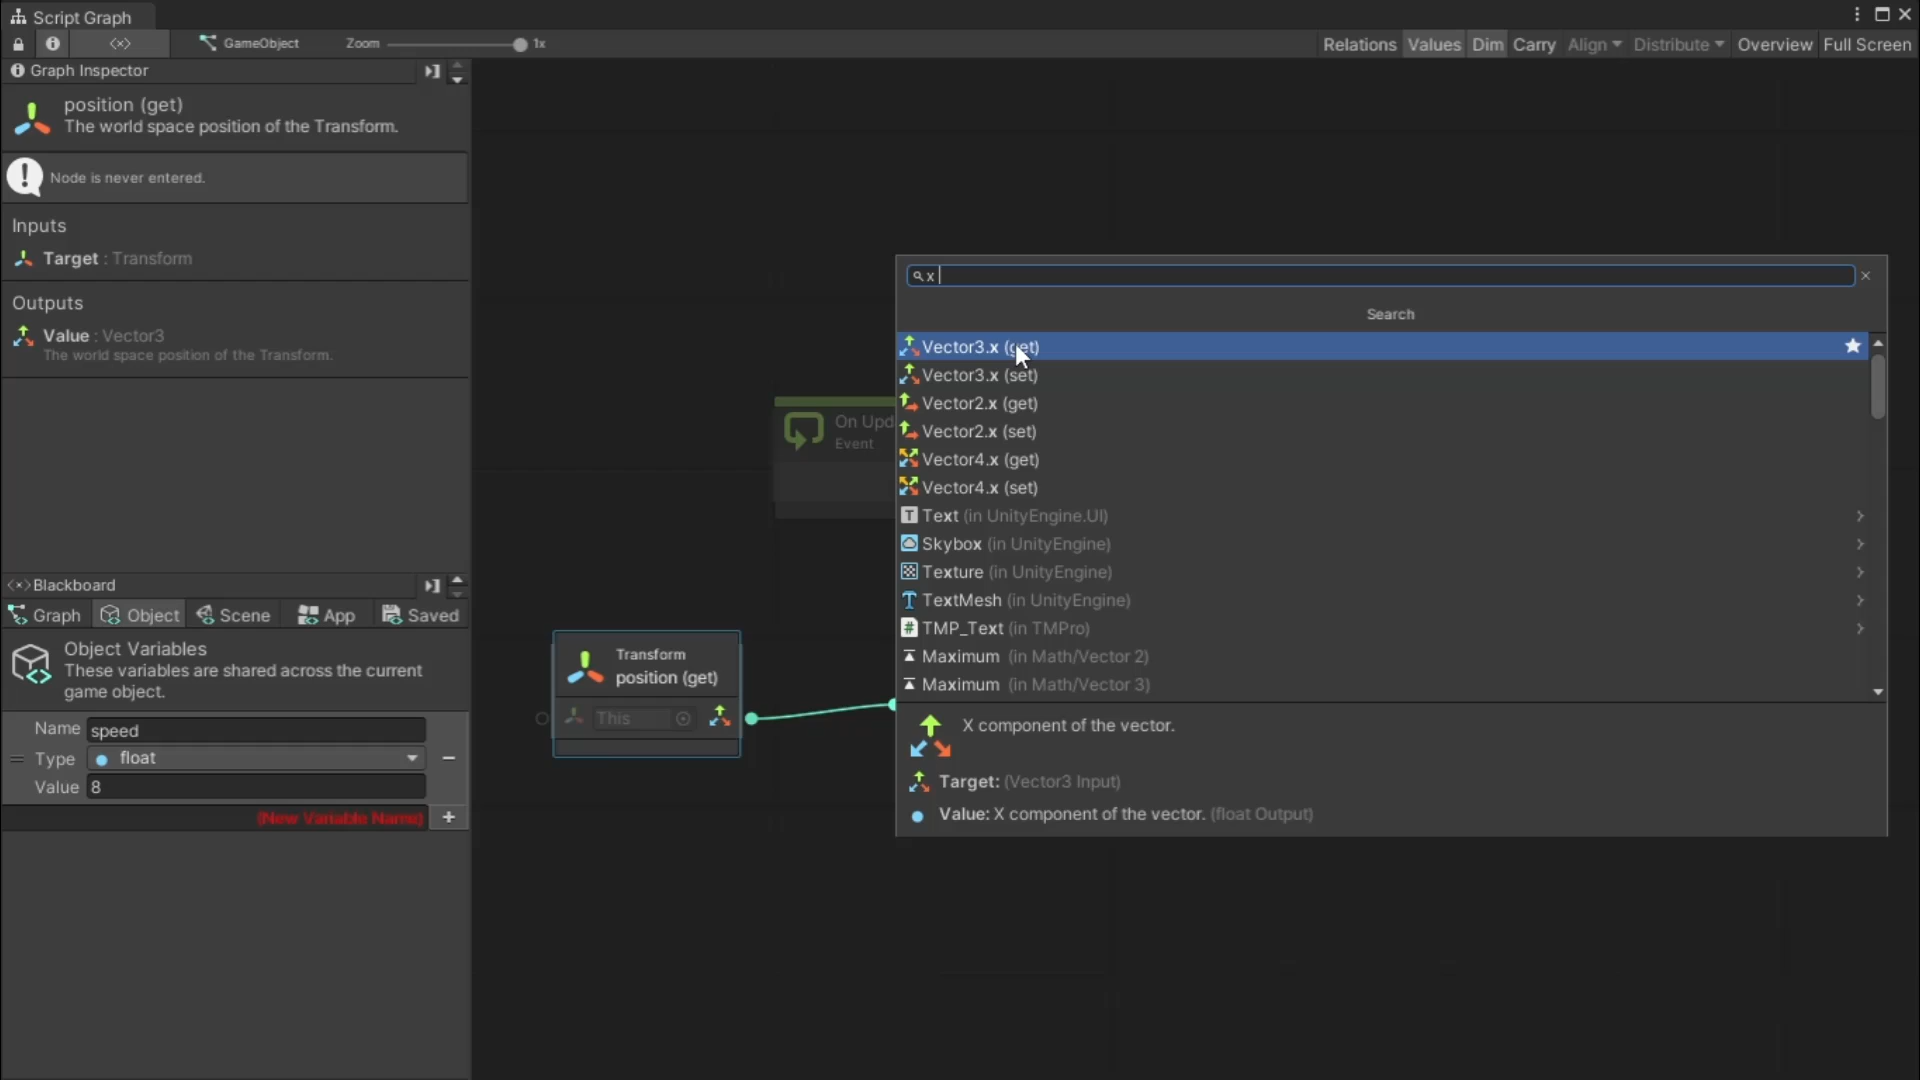 Script Graph
GameObject Zoom 1x Relations Values Dim Carry Align Distribute Overview Full Screen
Graph Inspector
position (get)
The world space position of the Transform.
Node is never entered.
Inputs
Target : Transform
Outputs
Value : Vector3
The world space position of the Transform.
Blackboard
Graph Object Scene App Saved
Object Variables
These variables are shared across the current
game object.
Name speed
Type float
Value 8
(New Variable Name)
On Upd
Event
Transform
position (get)
This
x
Search
Vector3.x (get)
Vector3.x (set)
Vector2.x (get)
Vector2.x (set)
Vector4.x (get)
Vector4.x (set)
Text (in UnityEngine.UI)
Skybox (in UnityEngine)
Texture (in UnityEngine)
TextMesh (in UnityEngine)
TMP_Text (in TMPro)
Maximum (in Math/Vector 2)
Maximum (in Math/Vector 3)
X component of the vector.
Target: (Vector3 Input)
Value: X component of the vector. (float Output)